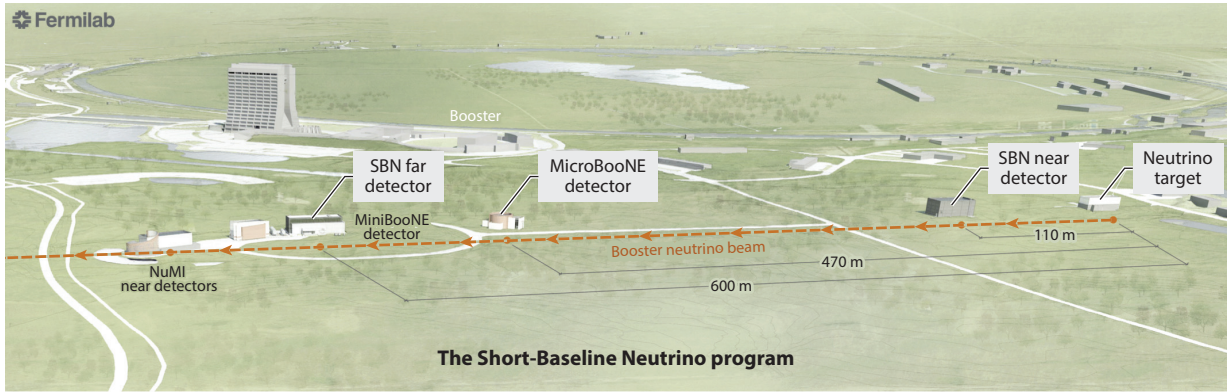 Fermilab
Booster
SBN far
detector
MicroBooNE
detector
SBN near
detector
Neutrino
target
MiniBooNE
detector
Booster neutrino beam
110 m
470 m
600 m
NuMI
near detectors
The Short-Baseline Neutrino program